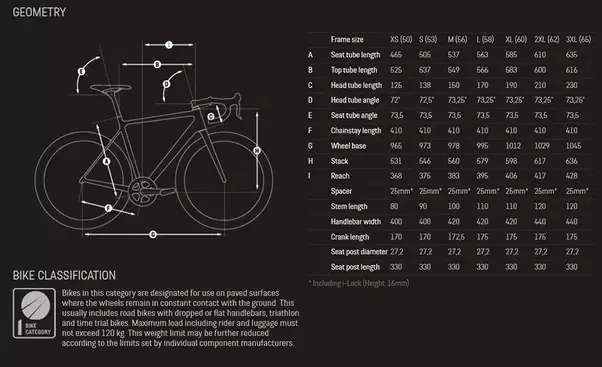 GEOMETRY
I
B
D
E
C
A
H
F
G
Frame size XS (50) S (53) M (56) L (58) XL (60) 2XL (62) 3XL (65)
A Seat tube length 465 505 537 563 585 610 635
B Top tube length 525 537 549 566 583 600 616
C Head tube length 125 138 150 170 190 210 230
D Head tube angle 72° 72,5° 73,25° 73,25° 73,25° 73,25° 73,25°
E Seat tube angle 73,5 73,5 73,5 73,5 73,5 73,5 73,5
F Chainstay length 410 410 410 410 410 410 410
G Wheel base 965 973 978 995 1012 1029 1045
H Stack 531 546 560 579 598 617 636
I Reach 368 375 383 395 406 417 428
Spacer 25mm* 25mm* 25mm* 25mm* 25mm* 25mm* 25mm*
Stem length 80 90 100 110 110 120 120
Handlebar width 400 400 420 420 420 440 440
Crank length 170 170 172,5 175 175 175 175
Seat post diameter 27,2 27,2 27,2 27,2 27,2 27,2 27,2
Seat post length 330 330 330 330 330 330 330
* Including i-Lock (Height 16mm)
BIKE CLASSIFICATION
1 BIKE CATEGORY
Bikes in this category are designated for use on paved surfaces
where the wheels remain in constant contact with the ground. This
usually includes road bikes with dropped or flat handlebars, triathlon
and time trial bikes. Maximum load including rider and luggage must
not exceed 120 kg. This weight limit may be further reduced
according to the limits set by individual component manufacturers.